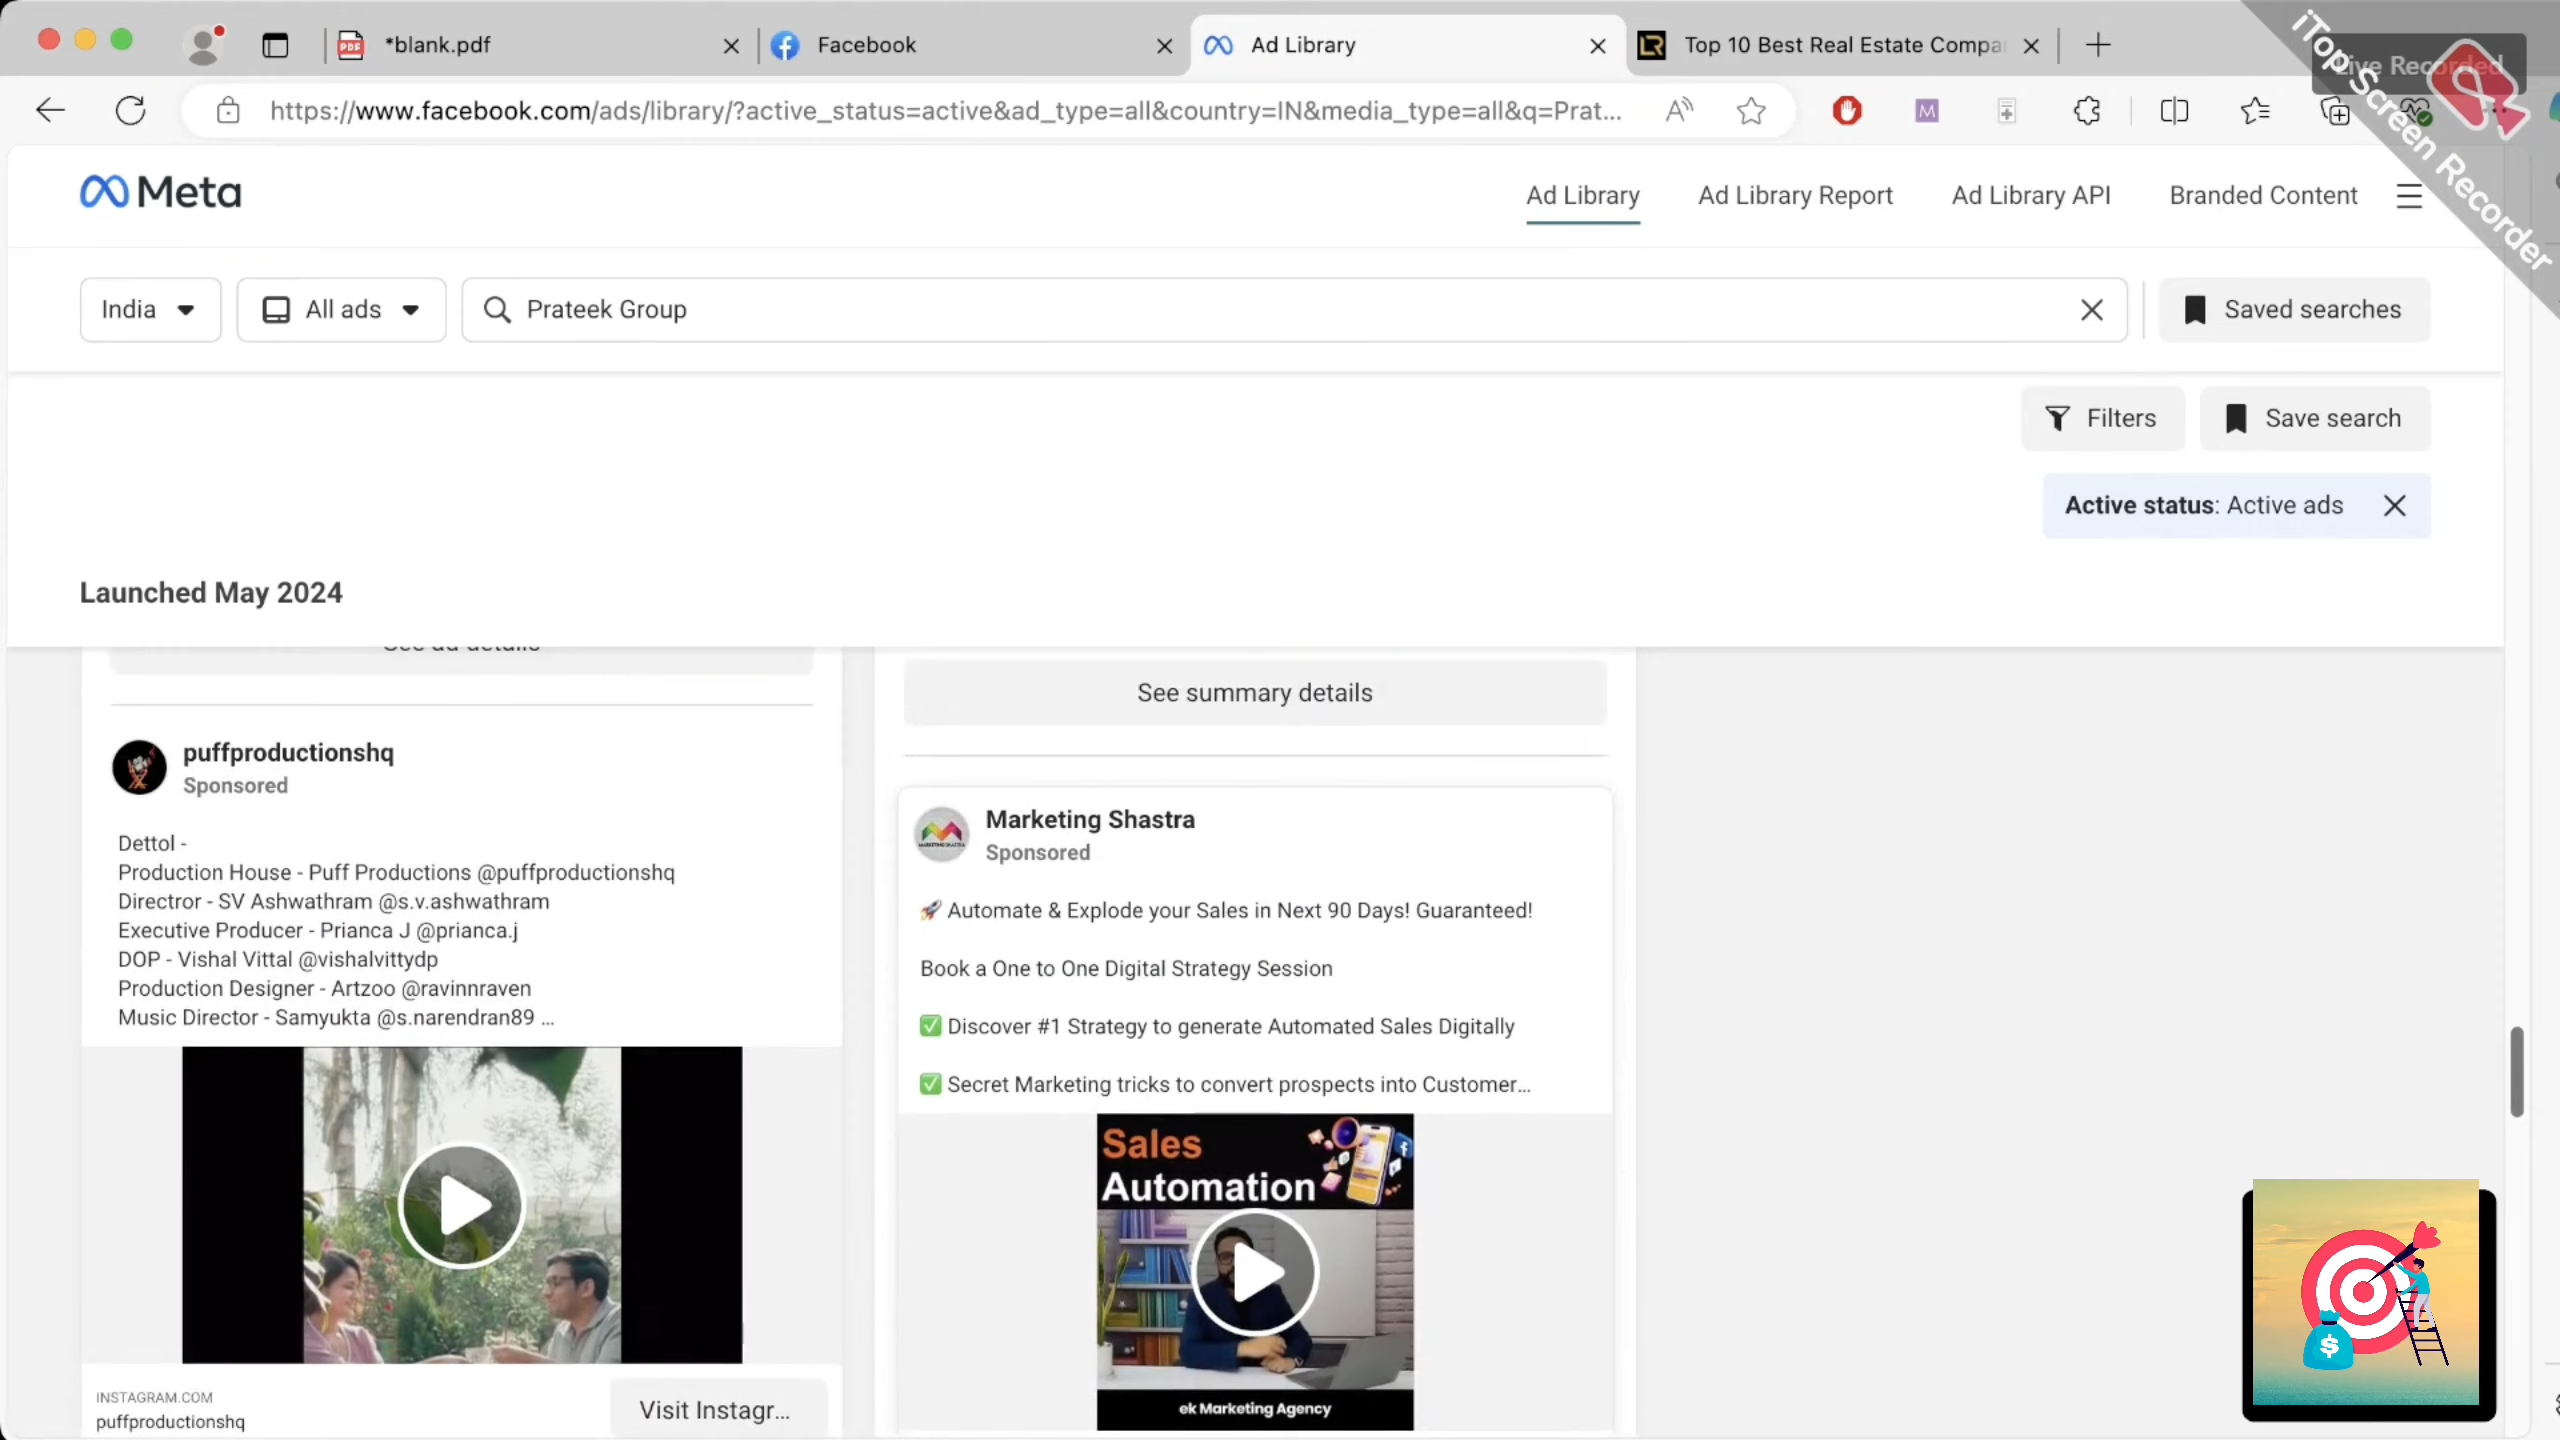 *blank.pdf
Facebook
Ad Library
Top 10 Best Real Estate Compa
Live Recorded
iTop Screen Recorder
https://www.facebook.com/ads/library/?active_status=active&ad_type=all&country=IN&media_type=all&q=Prat...
Meta
Ad Library
Ad Library Report
Ad Library API
Branded Content
India
All ads
Prateek Group
Saved searches
Filters
Save search
Active status: Active ads
Launched May 2024
See ad details
puffproductionshq
Sponsored
Dettol -
Production House - Puff Productions @puffproductionshq
Directror - SV Ashwathram @s.v.ashwathram
Executive Producer - Prianca J @prianca.j
DOP - Vishal Vittal @vishalvittydp
Production Designer - Artzoo @ravinnraven
Music Director - Samyukta @s.narendran89 ...
INSTAGRAM.COM
puffproductionshq
Visit Instagr...
See summary details
Marketing Shastra
Sponsored
🚀 Automate & Explode your Sales in Next 90 Days! Guaranteed!
Book a One to One Digital Strategy Session
✅ Discover #1 Strategy to generate Automated Sales Digitally
✅ Secret Marketing tricks to convert prospects into Customer...
Sales
Automation
ek Marketing Agency